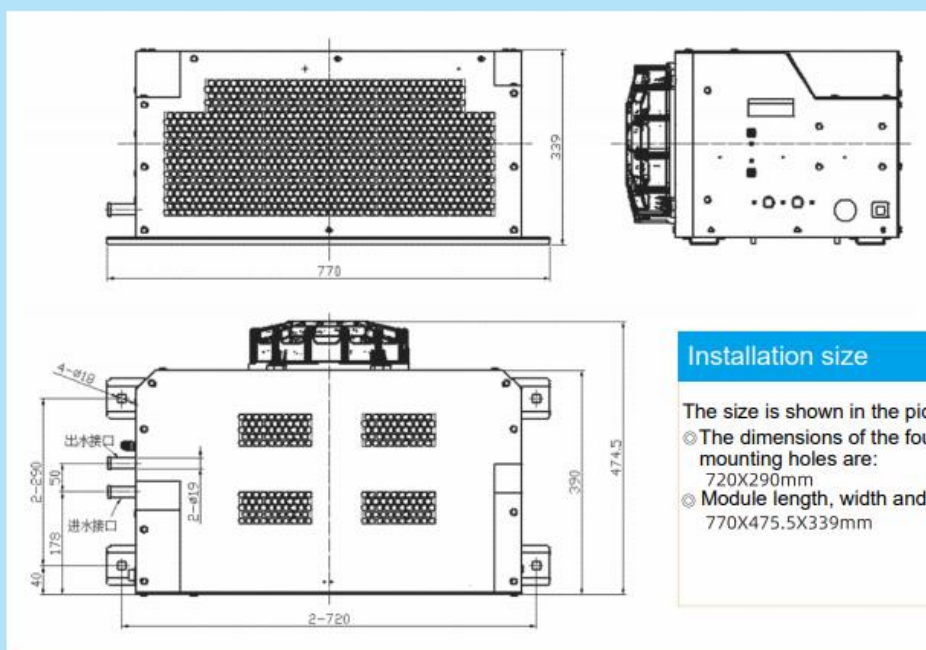 339
770
4-ø18
出水接口
进水接口
2-290
50
178
40
2-ø19
390
474.5
2-720
Installation size
The size is shown in the pic
◎The dimensions of the fou
mounting holes are:
720X290mm
◎ Module length, width and
770X475.5X339mm